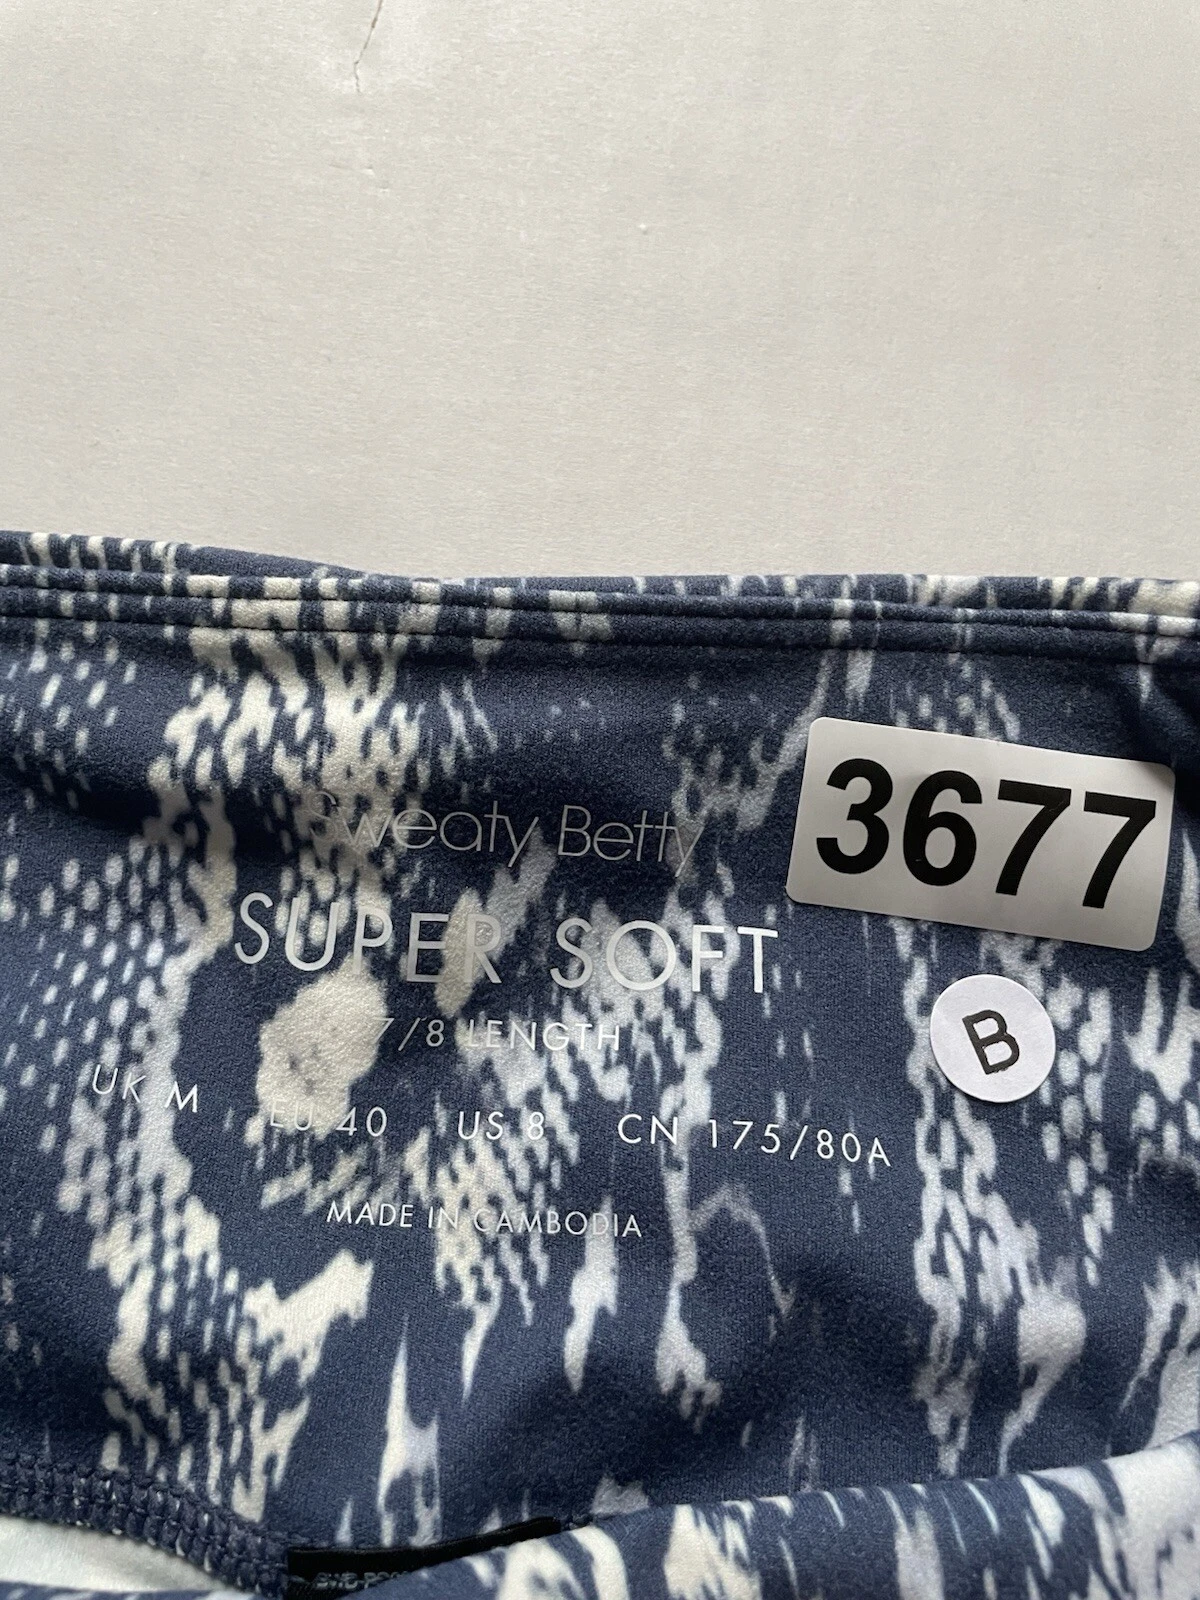 Sweaty Betty
3677
SUPER SOFT
B
7/8 LENGTH
UK M EU 40 US 8 CN 175/80A
MADE IN CAMBODIA